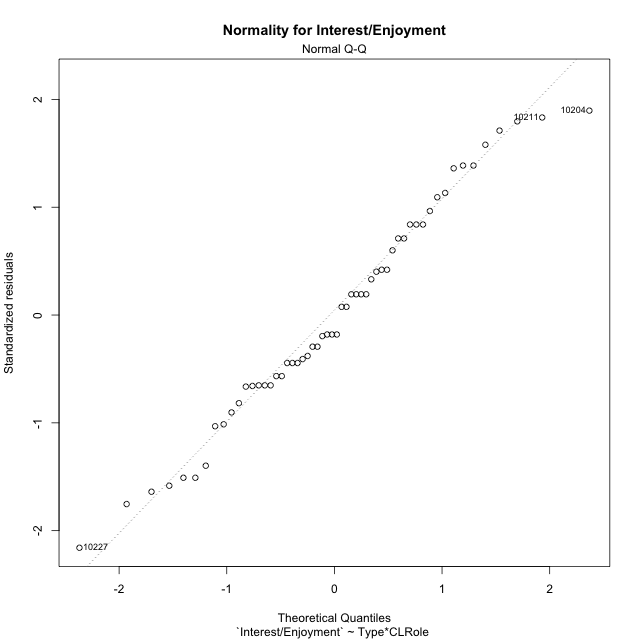 Normality for Interest/Enjoyment
Normal Q-Q
2
1
0
-1
-2
Standardized residuals
10211
10204
10227
-2
-1
0
1
2
Theoretical Quantiles
`Interest/Enjoyment` ~ Type*CLRole